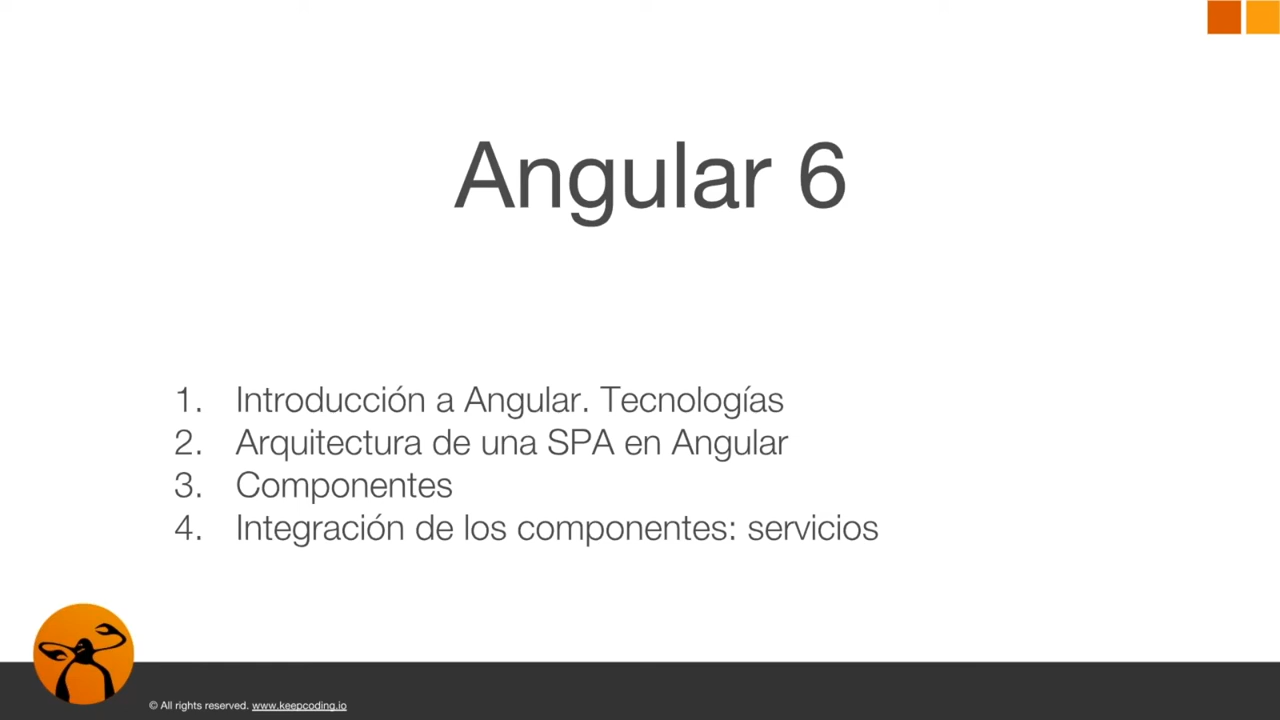 Angular 6
1. Introducción a Angular. Tecnologías
2. Arquitectura de una SPA en Angular
3. Componentes
4. Integración de los componentes: servicios
© All rights reserved. www.keepcoding.io